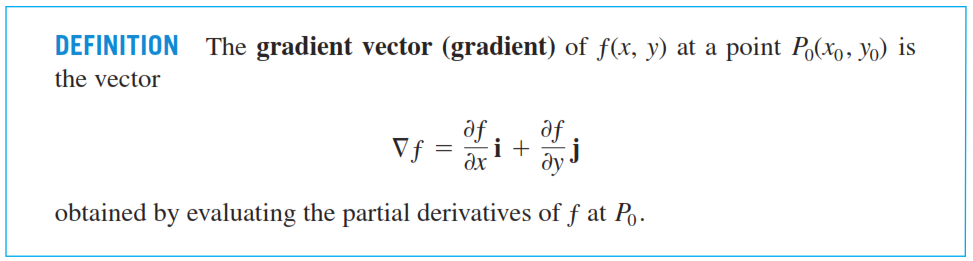 DEFINITION The gradient vector (gradient) of f(x, y) at a point P₀(x₀, y₀) is
the vector
∇f = ∂f/∂x i + ∂f/∂y j
obtained by evaluating the partial derivatives of f at P₀.